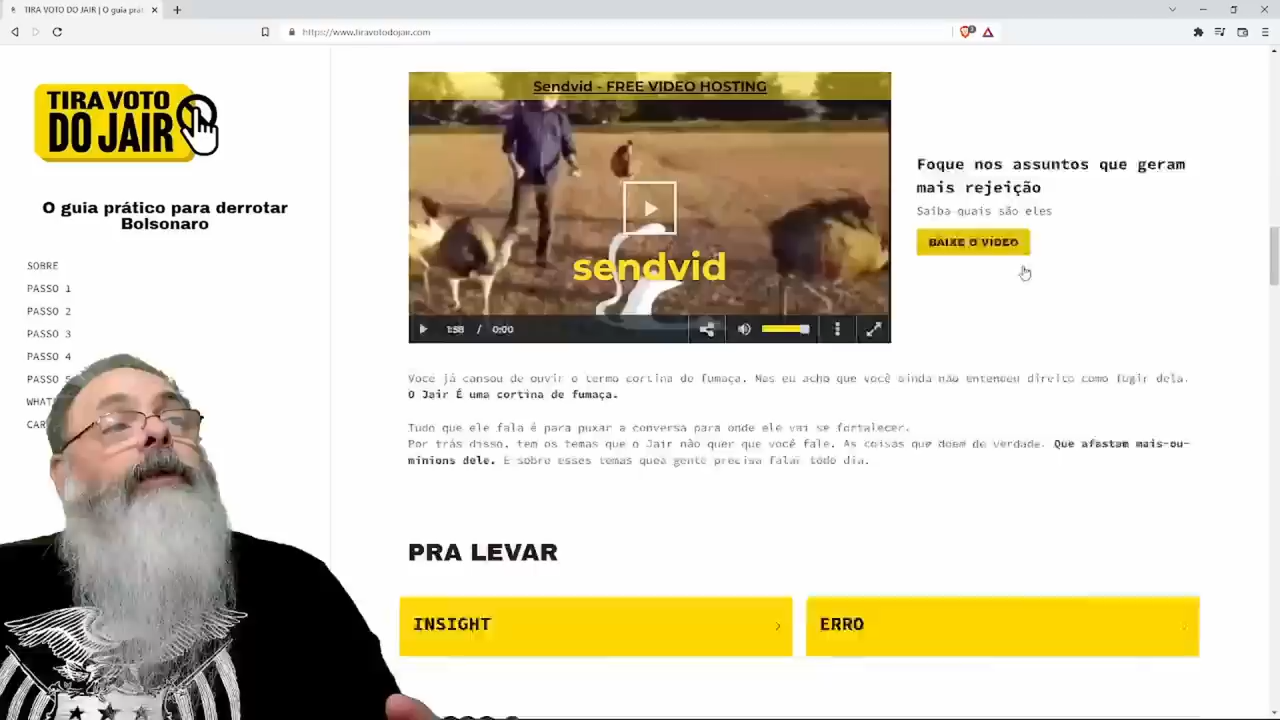 TIRA VOTO DO JAIR | O guia prát
https://www.tiravotodojair.com
TIRA VOTO
DO JAIR
O guia prático para derrotar
Bolsonaro
SOBRE
PASSO 1
PASSO 2
PASSO 3
PASSO 4
PASSO
WHAT
CAR
Sendvid - FREE VIDEO HOSTING
sendvid
1:58 / 0:00
Foque nos assuntos que geram
mais rejeição
Saiba quais são eles
BAIXE O VÍDEO
Você já cansou de ouvir o termo cortina de fumaça. Mas eu acho que você ainda não entendeu direito como fugir dela.
O Jair É uma cortina de fumaça.
Tudo que ele fala é para puxar a conversa para onde ele vai se fortalecer.
Por trás disso, tem os temas que o Jair não quer que você fale. As coisas que doem de verdade. Que afastam mais-ou-
minions dele. E sobre esses temas quea gente precisa falar todo dia.
PRA LEVAR
INSIGHT
ERRO